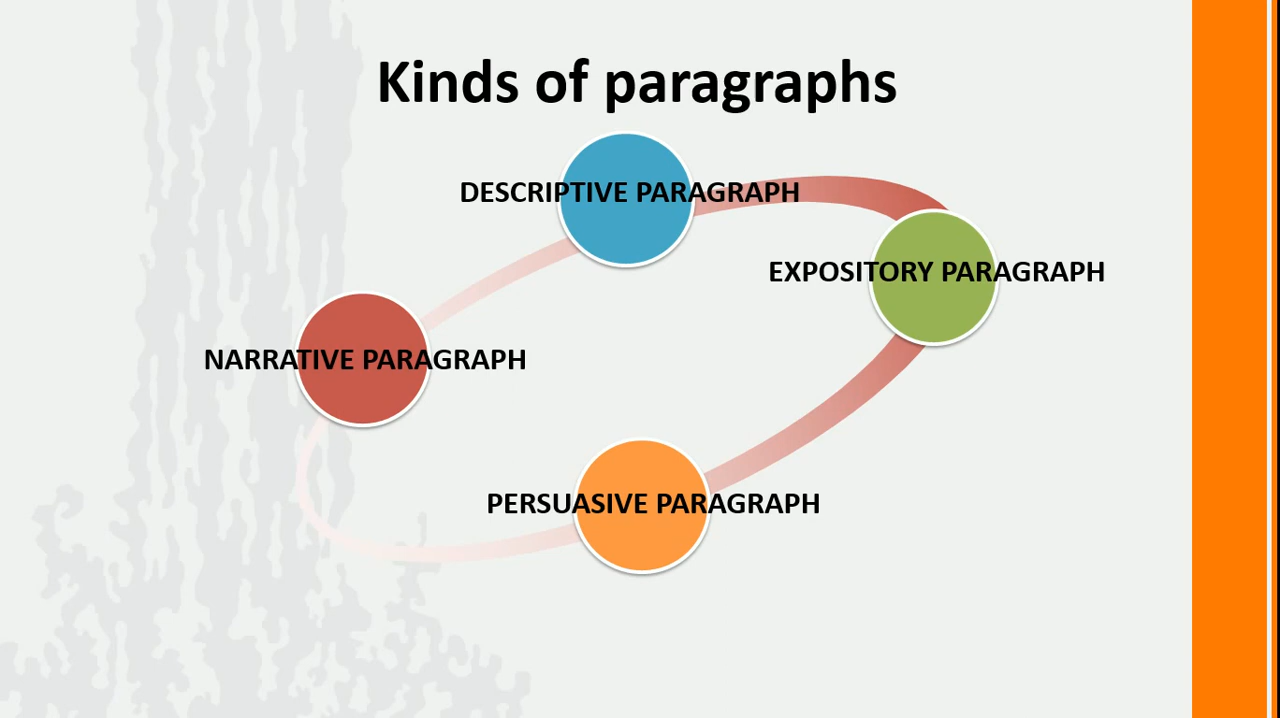 Kinds of paragraphs
DESCRIPTIVE PARAGRAPH
EXPOSITORY PARAGRAPH
NARRATIVE PARAGRAPH
PERSUASIVE PARAGRAPH